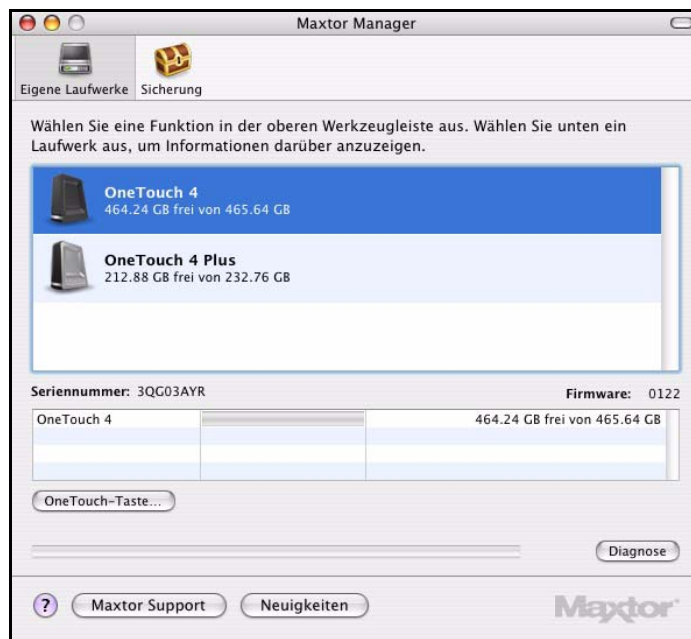 Maxtor Manager
Eigene Laufwerke
Sicherung
Wählen Sie eine Funktion in der oberen Werkzeugleiste aus. Wählen Sie unten ein
Laufwerk aus, um Informationen darüber anzuzeigen.
OneTouch 4
464.24 GB frei von 465.64 GB
OneTouch 4 Plus
212.88 GB frei von 232.76 GB
Seriennummer: 3QG03AYR
Firmware: 0122
OneTouch 4
464.24 GB frei von 465.64 GB
OneTouch-Taste...
Diagnose
?
Maxtor Support
Neuigkeiten
Maxtor